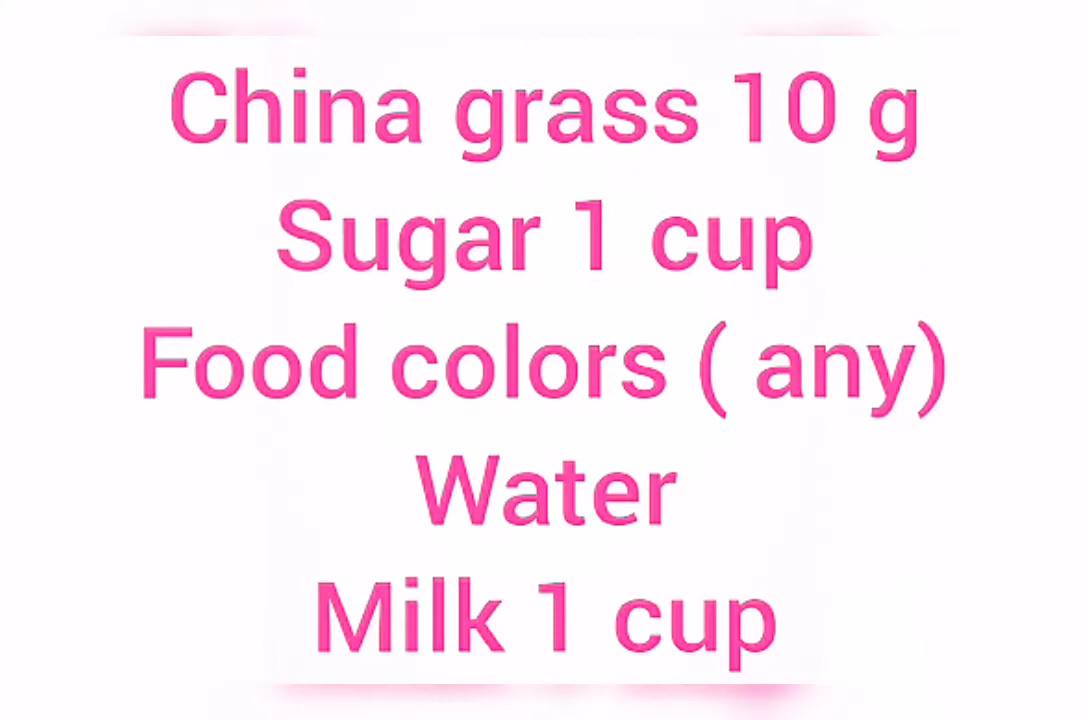 China grass 10 g
Sugar 1 cup
Food colors ( any)
Water
Milk 1 cup